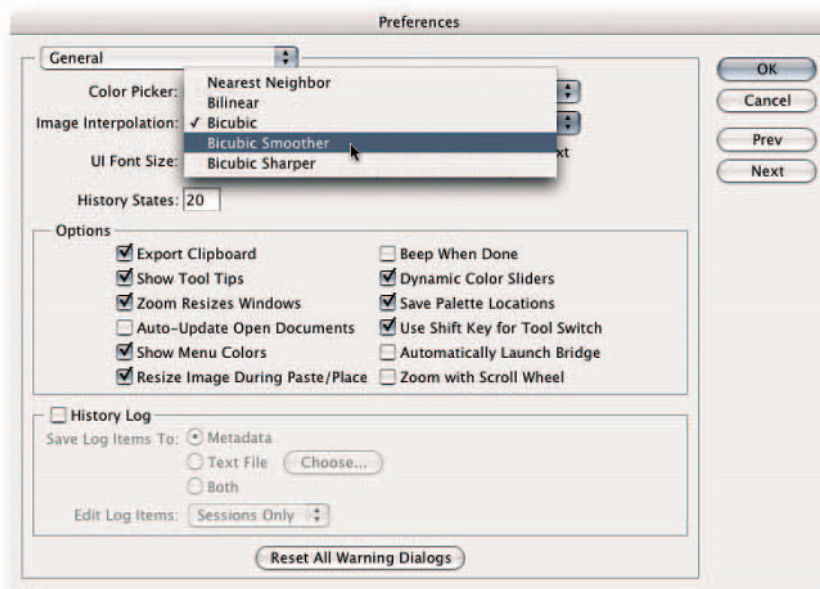 Preferences
General
Color Picker:
Image Interpolation:
Nearest Neighbor
Bilinear
✓ Bicubic
Bicubic Smoother
Bicubic Sharper
UI Font Size:
xt
History States: 20
OK
Cancel
Prev
Next
Options
Export Clipboard
Show Tool Tips
Zoom Resizes Windows
Auto-Update Open Documents
Show Menu Colors
Resize Image During Paste/Place
Beep When Done
Dynamic Color Sliders
Save Palette Locations
Use Shift Key for Tool Switch
Automatically Launch Bridge
Zoom with Scroll Wheel
History Log
Save Log Items To: Metadata
Text File Choose...
Both
Edit Log Items: Sessions Only
Reset All Warning Dialogs